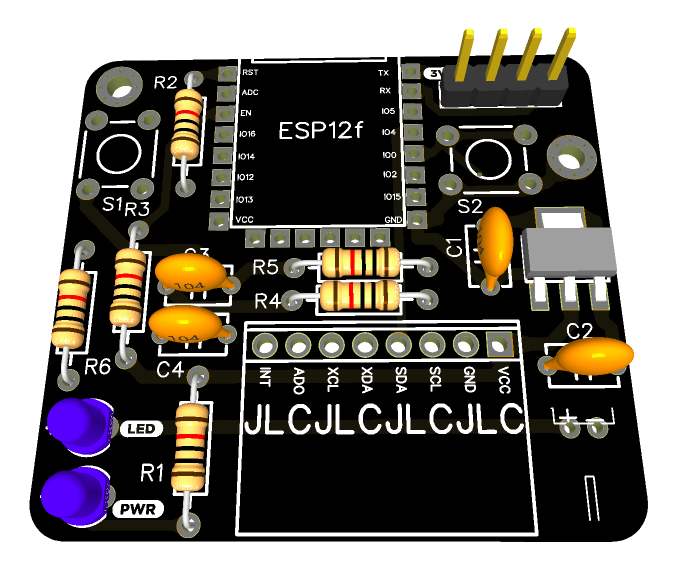 R2
RST
ADC
EN
IO16
IO14
IO12
IO13
VCC
ESP12f
TX
RX
IO5
IO4
IO0
IO2
IO15
GND
S1
S2
R3
C1
R5
R4
104
104
R6
C4
C2
INT
ADO
XCL
XDA
SDA
SCL
GND
VCC
JLCJLCJLCJLC
LED
R1
PWR
+ -